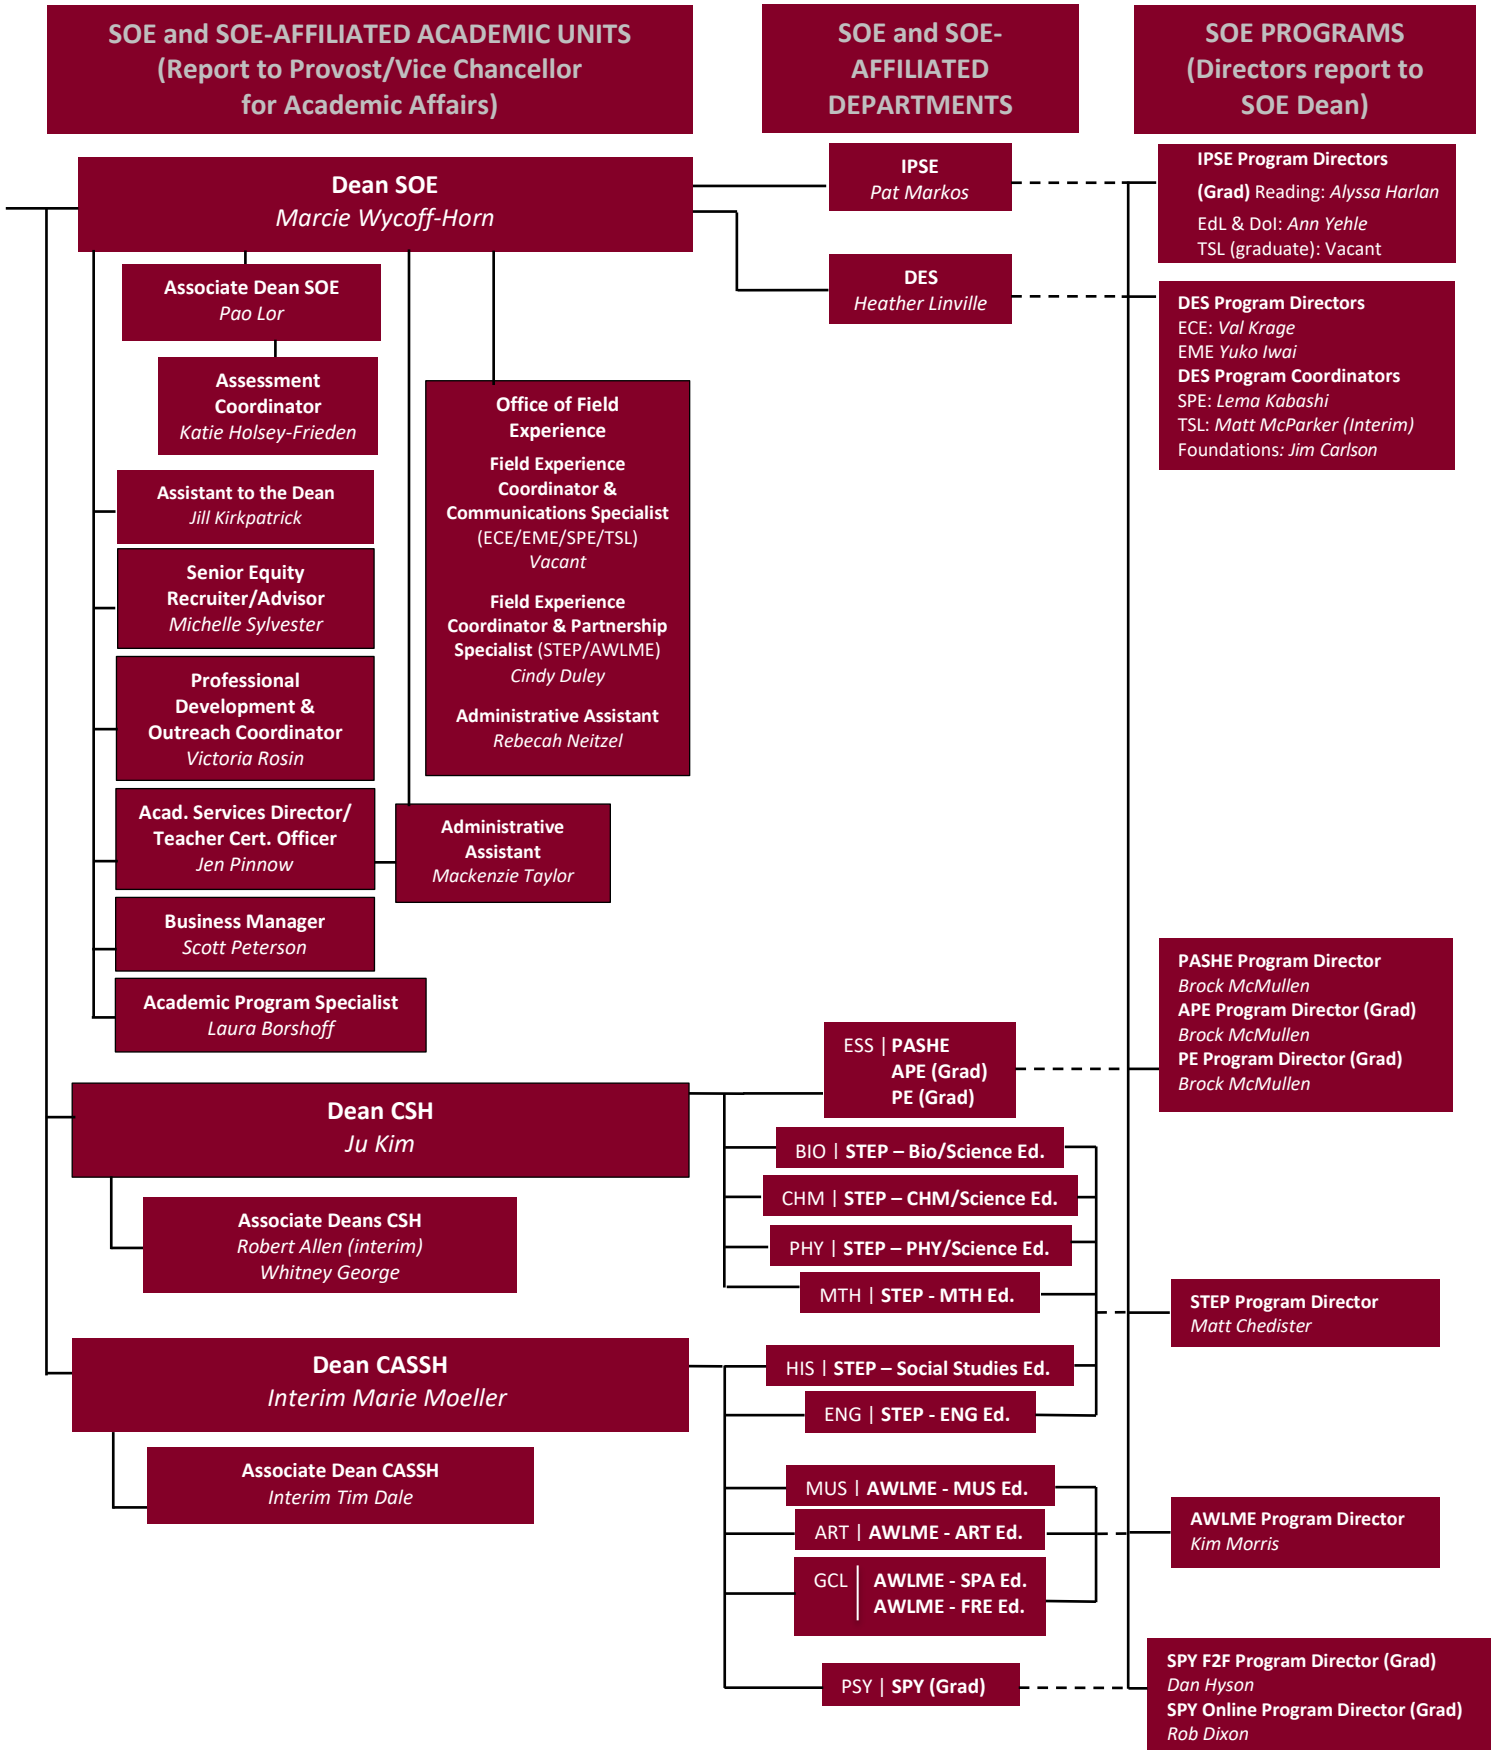 SOE and SOE-AFFILIATED ACADEMIC UNITS
(Report to Provost/Vice Chancellor
for Academic Affairs)
SOE and SOE-
AFFILIATED
DEPARTMENTS
SOE PROGRAMS
(Directors report to
SOE Dean)
Dean SOE
Marcie Wycoff-Horn
IPSE
Pat Markos
IPSE Program Directors
(Grad) Reading: Alyssa Harlan
EdL & DoI: Ann Yehle
TSL (graduate): Vacant
Associate Dean SOE
Pao Lor
DES
Heather Linville
DES Program Directors
ECE: Val Krage
EME Yuko Iwai
DES Program Coordinators
SPE: Lema Kabashi
TSL: Matt McParker (Interim)
Foundations: Jim Carlson
Assessment
Coordinator
Katie Holsey-Frieden
Office of Field
Experience
Field Experience
Coordinator &
Communications Specialist
(ECE/EME/SPE/TSL)
Vacant
Field Experience
Coordinator & Partnership
Specialist (STEP/AWLME)
Cindy Duley
Administrative Assistant
Rebecah Neitzel
Assistant to the Dean
Jill Kirkpatrick
Senior Equity
Recruiter/Advisor
Michelle Sylvester
Professional
Development &
Outreach Coordinator
Victoria Rosin
Acad. Services Director/
Teacher Cert. Officer
Jen Pinnow
Administrative
Assistant
Mackenzie Taylor
Business Manager
Scott Peterson
Academic Program Specialist
Laura Borshoff
PASHE Program Director
Brock McMullen
APE Program Director (Grad)
Brock McMullen
PE Program Director (Grad)
Brock McMullen
ESS | PASHE
APE (Grad)
PE (Grad)
Dean CSH
Ju Kim
BIO | STEP – Bio/Science Ed.
CHM | STEP – CHM/Science Ed.
PHY | STEP – PHY/Science Ed.
MTH | STEP - MTH Ed.
Associate Deans CSH
Robert Allen (interim)
Whitney George
STEP Program Director
Matt Chedister
Dean CASSH
Interim Marie Moeller
HIS | STEP – Social Studies Ed.
ENG | STEP - ENG Ed.
Associate Dean CASSH
Interim Tim Dale
MUS | AWLME - MUS Ed.
ART | AWLME - ART Ed.
GCL | AWLME - SPA Ed.
AWLME - FRE Ed.
AWLME Program Director
Kim Morris
PSY | SPY (Grad)
SPY F2F Program Director (Grad)
Dan Hyson
SPY Online Program Director (Grad)
Rob Dixon